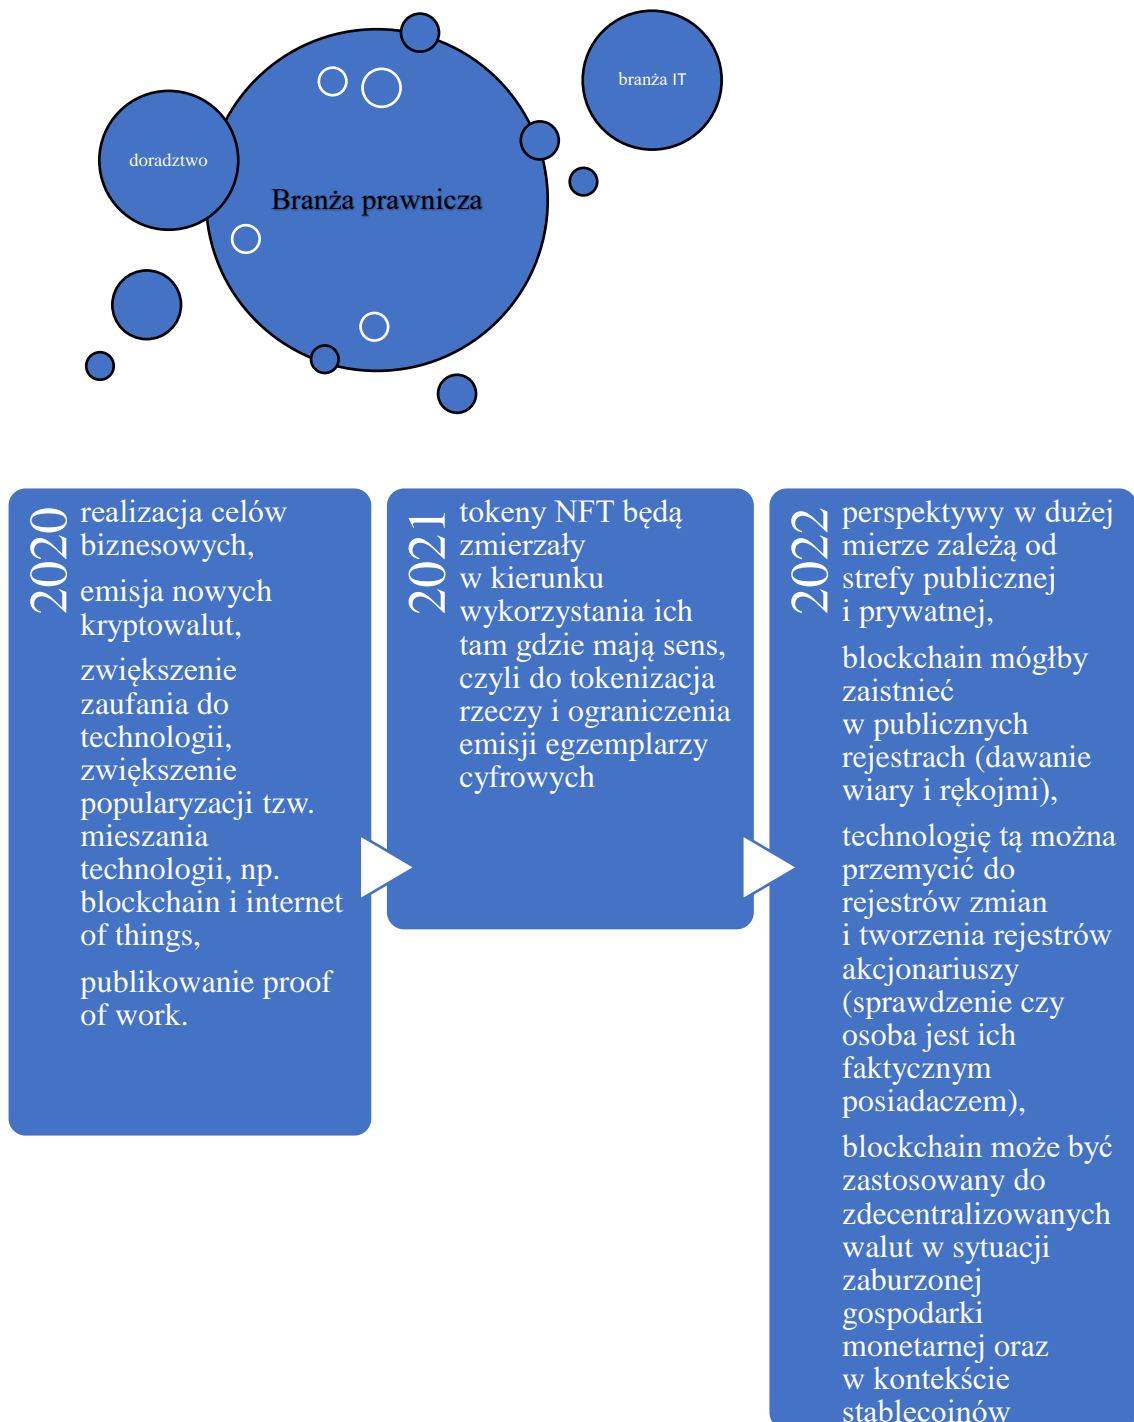 branża IT
doradztwo
Branża prawnicza
2020
realizacja celów
biznesowych,
emisja nowych
kryptowalut,
zwiększenie
zaufania do
technologii,
zwiększenie
popularyzacji tzw.
mieszania
technologii, np.
blockchain i internet
of things,
publikowanie proof
of work.
2021
tokeny NFT będą
zmierzały
w kierunku
wykorzystania ich
tam gdzie mają sens,
czyli do tokenizacja
rzeczy i ograniczenia
emisji egzemplarzy
cyfrowych
2022
perspektywy w dużej
mierze zależą od
strefy publicznej
i prywatnej,
blockchain mógłby
zaistnieć
w publicznych
rejestrach (dawanie
wiary i rękojmi),
technologię tą można
przemycić do
rejestrów zmian
i tworzenia rejestrów
akcjonariuszy
(sprawdzenie czy
osoba jest ich
faktycznym
posiadaczem),
blockchain może być
zastosowany do
zdecentralizowanych
walut w sytuacji
zaburzonej
gospodarki
monetarnej oraz
w kontekście
stablecoinów